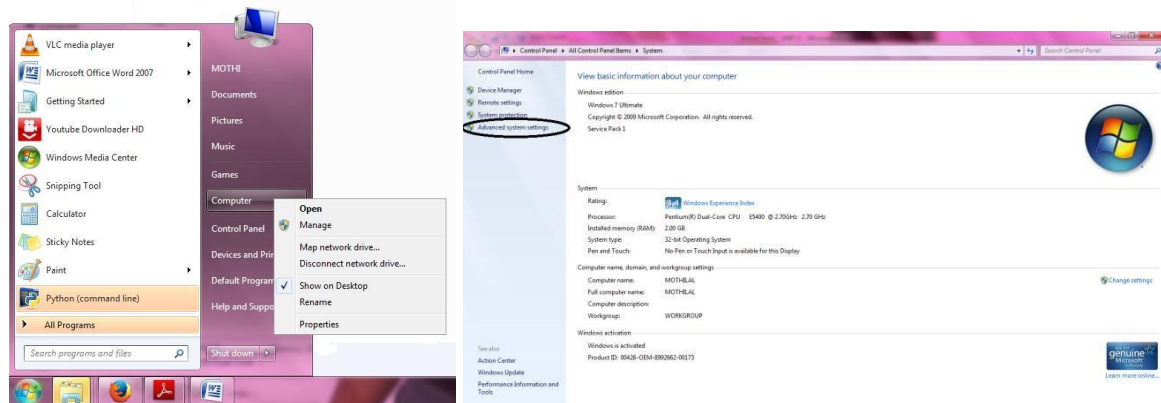 VLC media player
Microsoft Office Word 2007
Getting Started
Youtube Downloader HD
Windows Media Center
Snipping Tool
Calculator
Sticky Notes
Paint
Python (command line)
All Programs
Search programs and files
MOTHI
Documents
Pictures
Music
Games
Computer
Control Panel
Devices and Prin
Default Program
Help and Suppo
Shut down
Open
Manage
Map network drive...
Disconnect network drive...
Show on Desktop
Rename
Properties
Control Panel All Control Panel Items System
Search Control Panel
Control Panel Home
Device Manager
Remote settings
System protection
Advanced system settings
See also
Action Center
Windows Update
Performance Information and
Tools
View basic information about your computer
Windows edition
Windows 7 Ultimate
Copyright © 2009 Microsoft Corporation. All rights reserved.
Service Pack 1
System
Rating: Windows Experience Index
Processor: Pentium(R) Dual-Core CPU E5400 @ 2.70GHz 2.70 GHz
Installed memory (RAM): 2.00 GB
System type: 32-bit Operating System
Pen and Touch: No Pen or Touch Input is available for this Display
Computer name, domain, and workgroup settings
Computer name: MOTHILAL Change settings
Full computer name: MOTHILAL
Computer description:
Workgroup: WORKGROUP
Windows activation
Windows is activated
Product ID: 00426-OEM-8992662-00173
genuine
Microsoft
Learn more online...